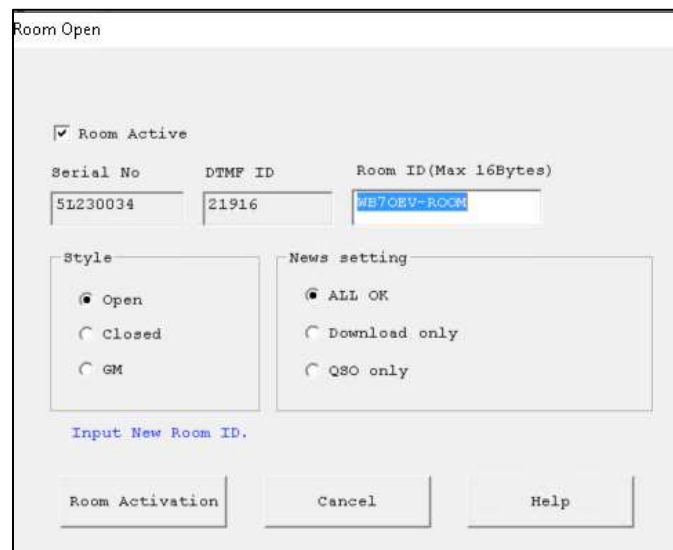 Room Open
Room Active
Serial No DTMF ID Room ID(Max 16Bytes)
5L230034 21916 WB7OEV-ROOM
Style News setting
Open ALL OK
Closed Download only
GM QSO only
Input New Room ID.
Room Activation Cancel Help